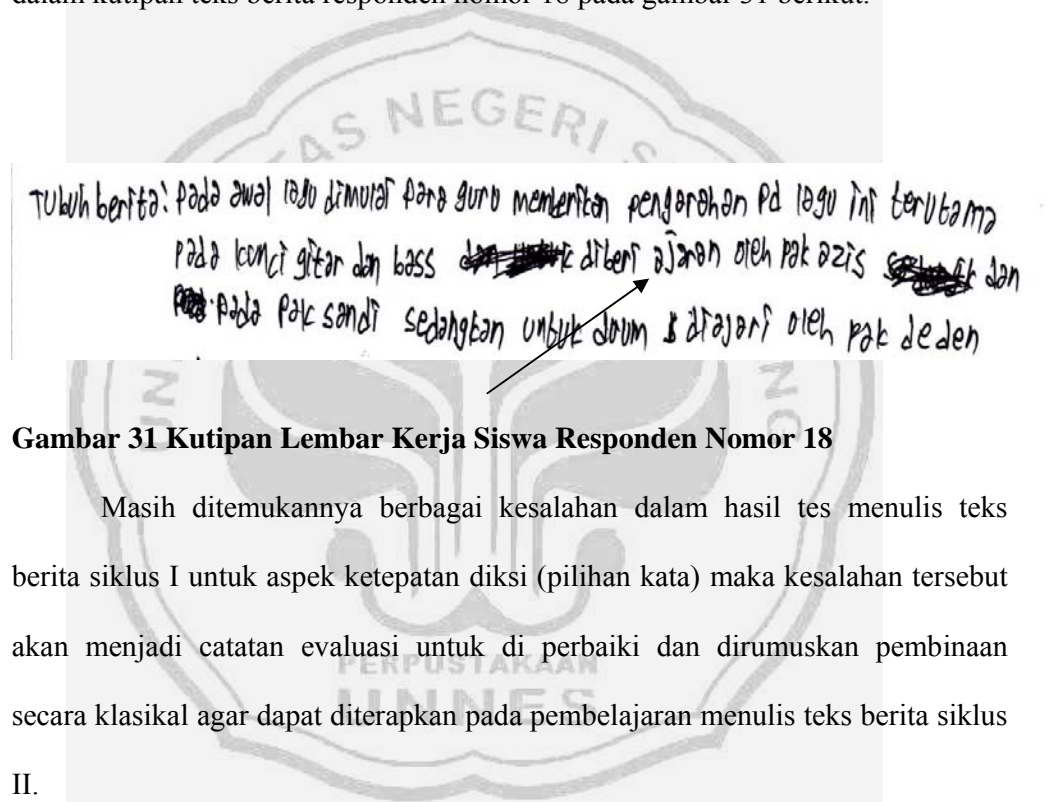 dalam kutipan teks berita responden nomor 18 pada gambar 31 berikut.
AS NEGERI S
Tubuh berita: Pada awal lagu dimulai Para guru memberikan pengarahan Pd lagu ini terutama
Pada kunci gitar dan bass diberi ajaran oleh Pak azis dan
Pada Pak sandi sedangkan untuk doum diajari oleh pak deden
UN NG
Gambar 31 Kutipan Lembar Kerja Siswa Responden Nomor 18
Masih ditemukannya berbagai kesalahan dalam hasil tes menulis teks
berita siklus I untuk aspek ketepatan diksi (pilihan kata) maka kesalahan tersebut
akan menjadi catatan evaluasi untuk di perbaiki dan dirumuskan pembinaan
PERPUSTAKAAN
secara klasikal agar dapat diterapkan pada pembelajaran menulis teks berita siklus
UNNES
II.